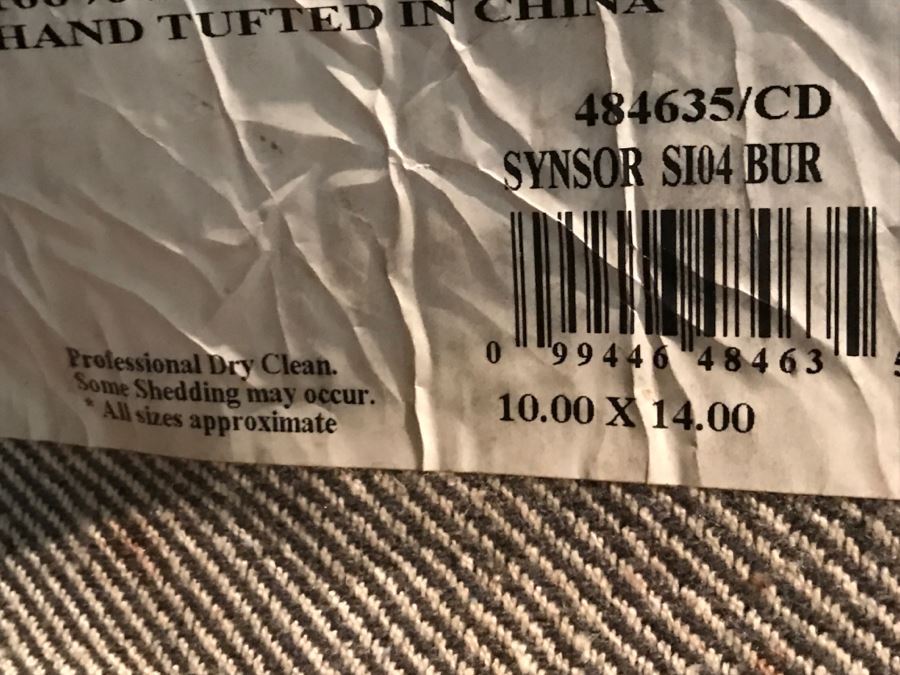 HAND TUFTED IN CHINA
484635/CD
SYNSOR SI04 BUR
0 99446 48463 5
10.00 X 14.00
Professional Dry Clean.
Some Shedding may occur.
* All sizes approximate